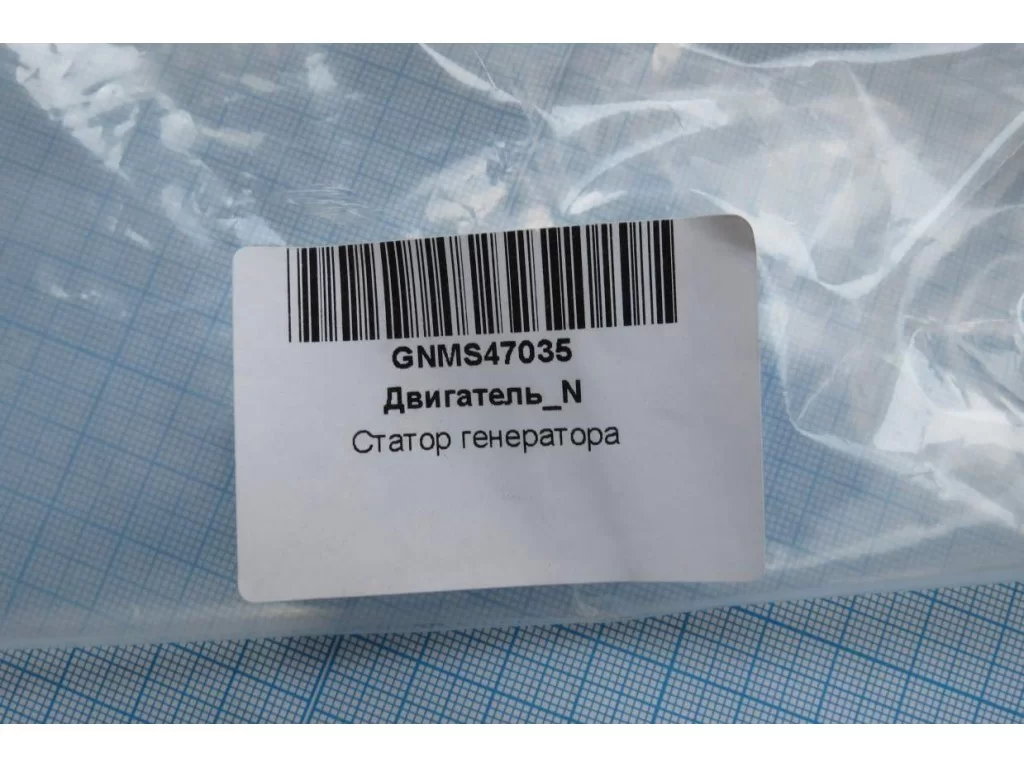 GNMS47035
Двигатель_N
Статор генератора